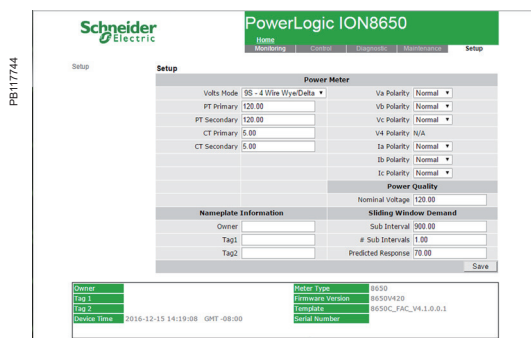 PB117744
Schneider Electric
PowerLogic ION8650
Home
Monitoring | Control | Diagnostic | Maintenance Setup
Setup
Setup
Power Meter
Volts Mode 9S - 4 Wire Wye/Delta Va Polarity Normal
PT Primary 120.00 Vb Polarity Normal
PT Secondary 120.00 Vc Polarity Normal
CT Primary 5.00 V4 Polarity N/A
CT Secondary 5.00 Ia Polarity Normal
Ib Polarity Normal
Ic Polarity Normal
Power Quality
Nominal Voltage 120.00
Nameplate Information Sliding Window Demand
Owner Sub Interval 900.00
Tag1 # Sub Intervals 1.00
Tag2 Predicted Response 70.00
Save
Owner Meter Type 8650
Tag 1 Firmware Version 8650V420
Tag 2 Template 8650C_FAC_V4.1.0.0.1
Device Time 2016-12-15 14:19:08 GMT -08:00 Serial Number